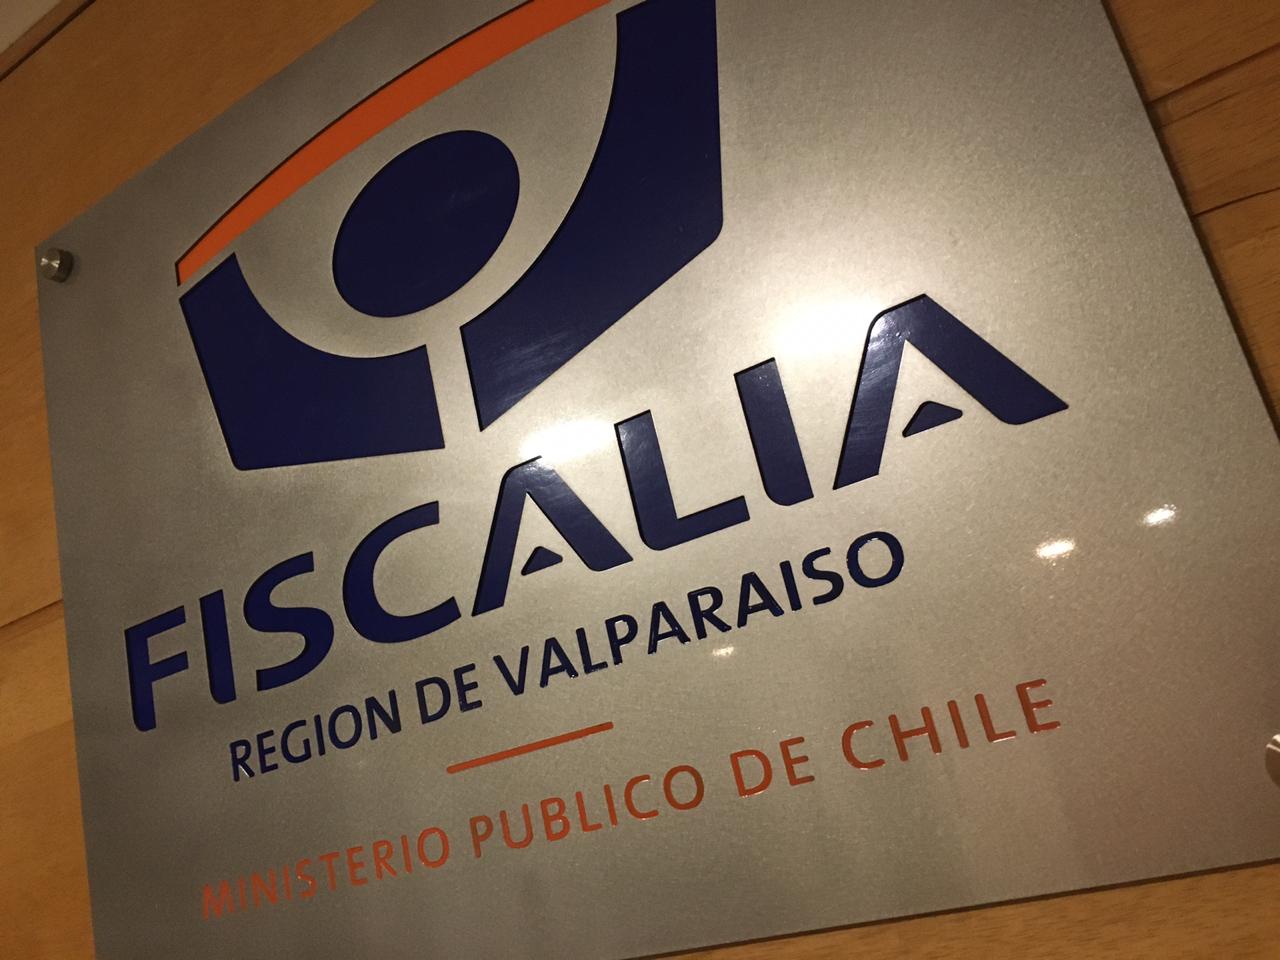 FISCALIA
REGION DE VALPARAISO
MINISTERIO PUBLICO DE CHILE